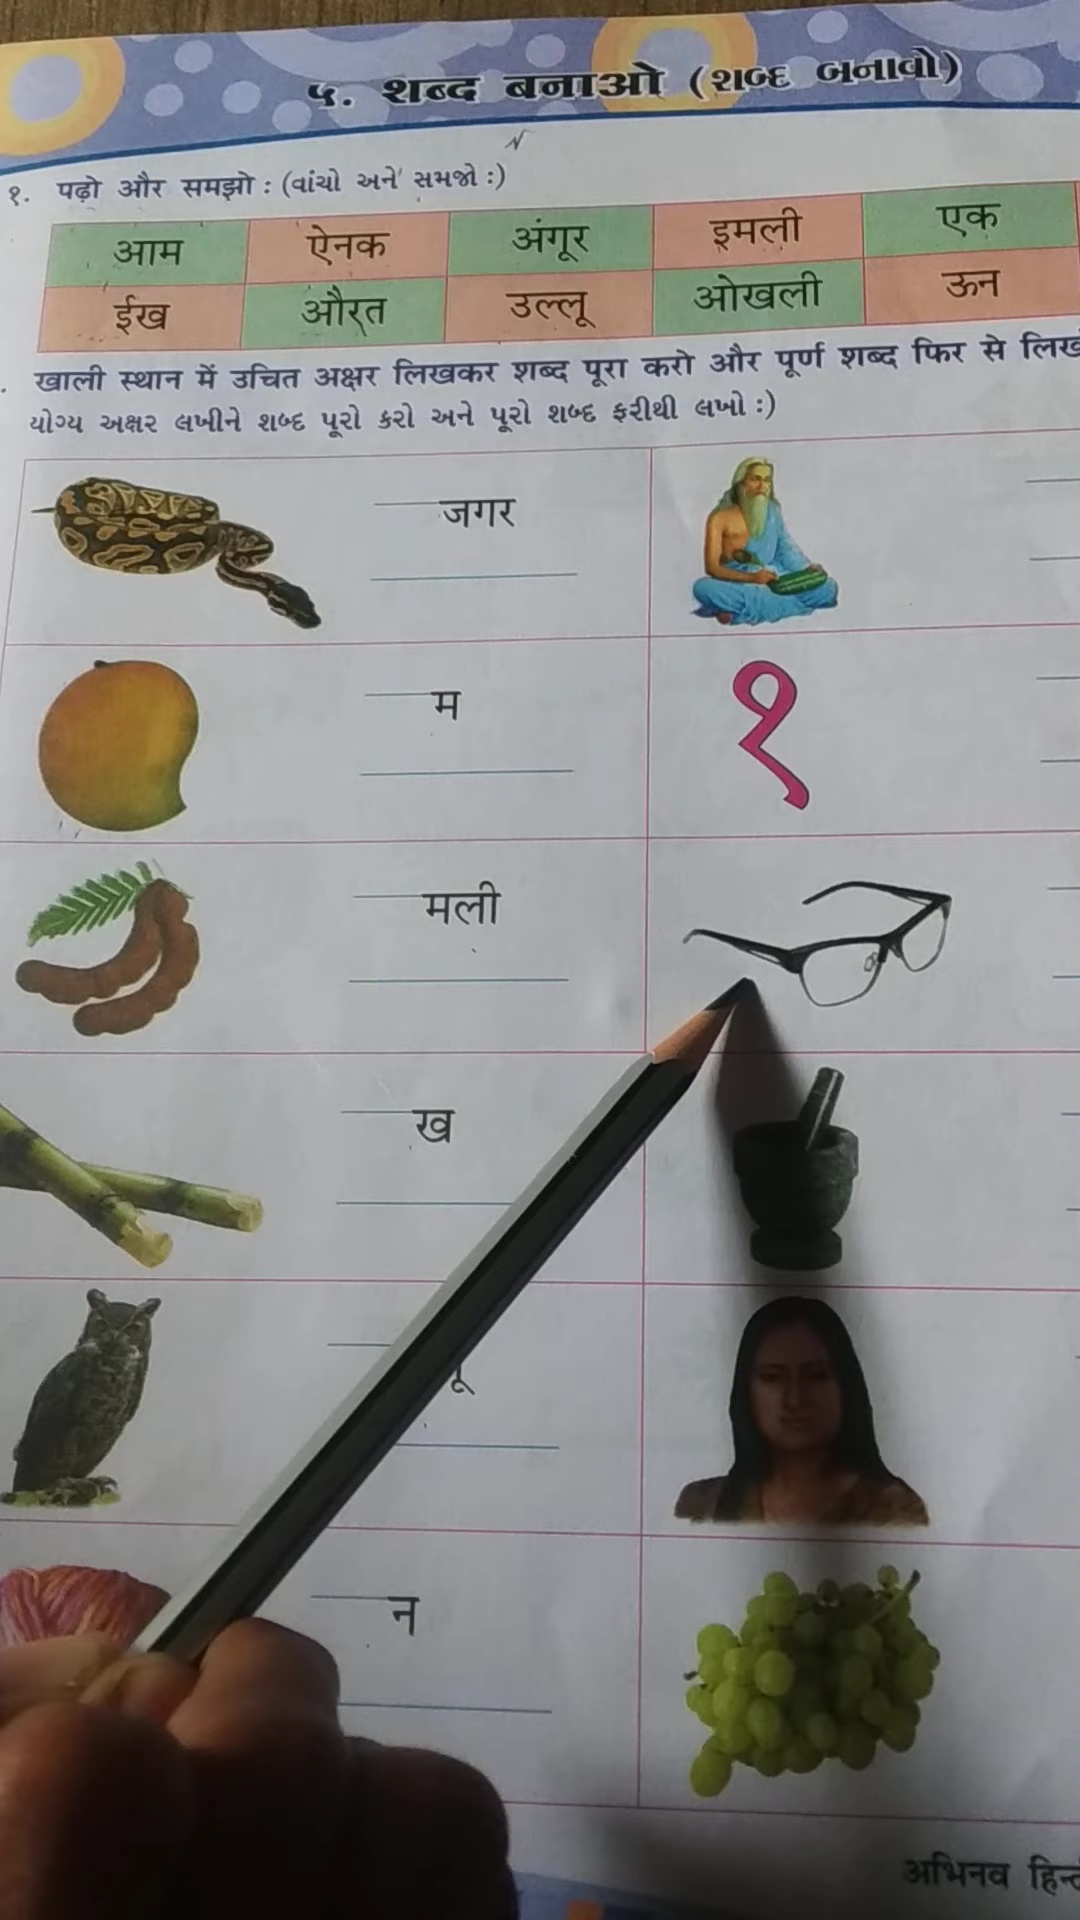 ५. शब्द बनाओ (શબ્દ બનાવો)
१. पढ़ो और समझो : (વાંચો અને સમજો :)
आम ऐनक अंगूर इमली एक
ईख औरत उल्लू ओखली ऊन
खाली स्थान में उचित अक्षर लिखकर शब्द पूरा करो और पूर्ण शब्द फिर से
યોગ્ય અક્ષર લખીને શબ્દ પૂરો કરો અને પૂરો શબ્દ ફરીથી લખો :)
जगर
म
१
मली
ख
न
अभिनव